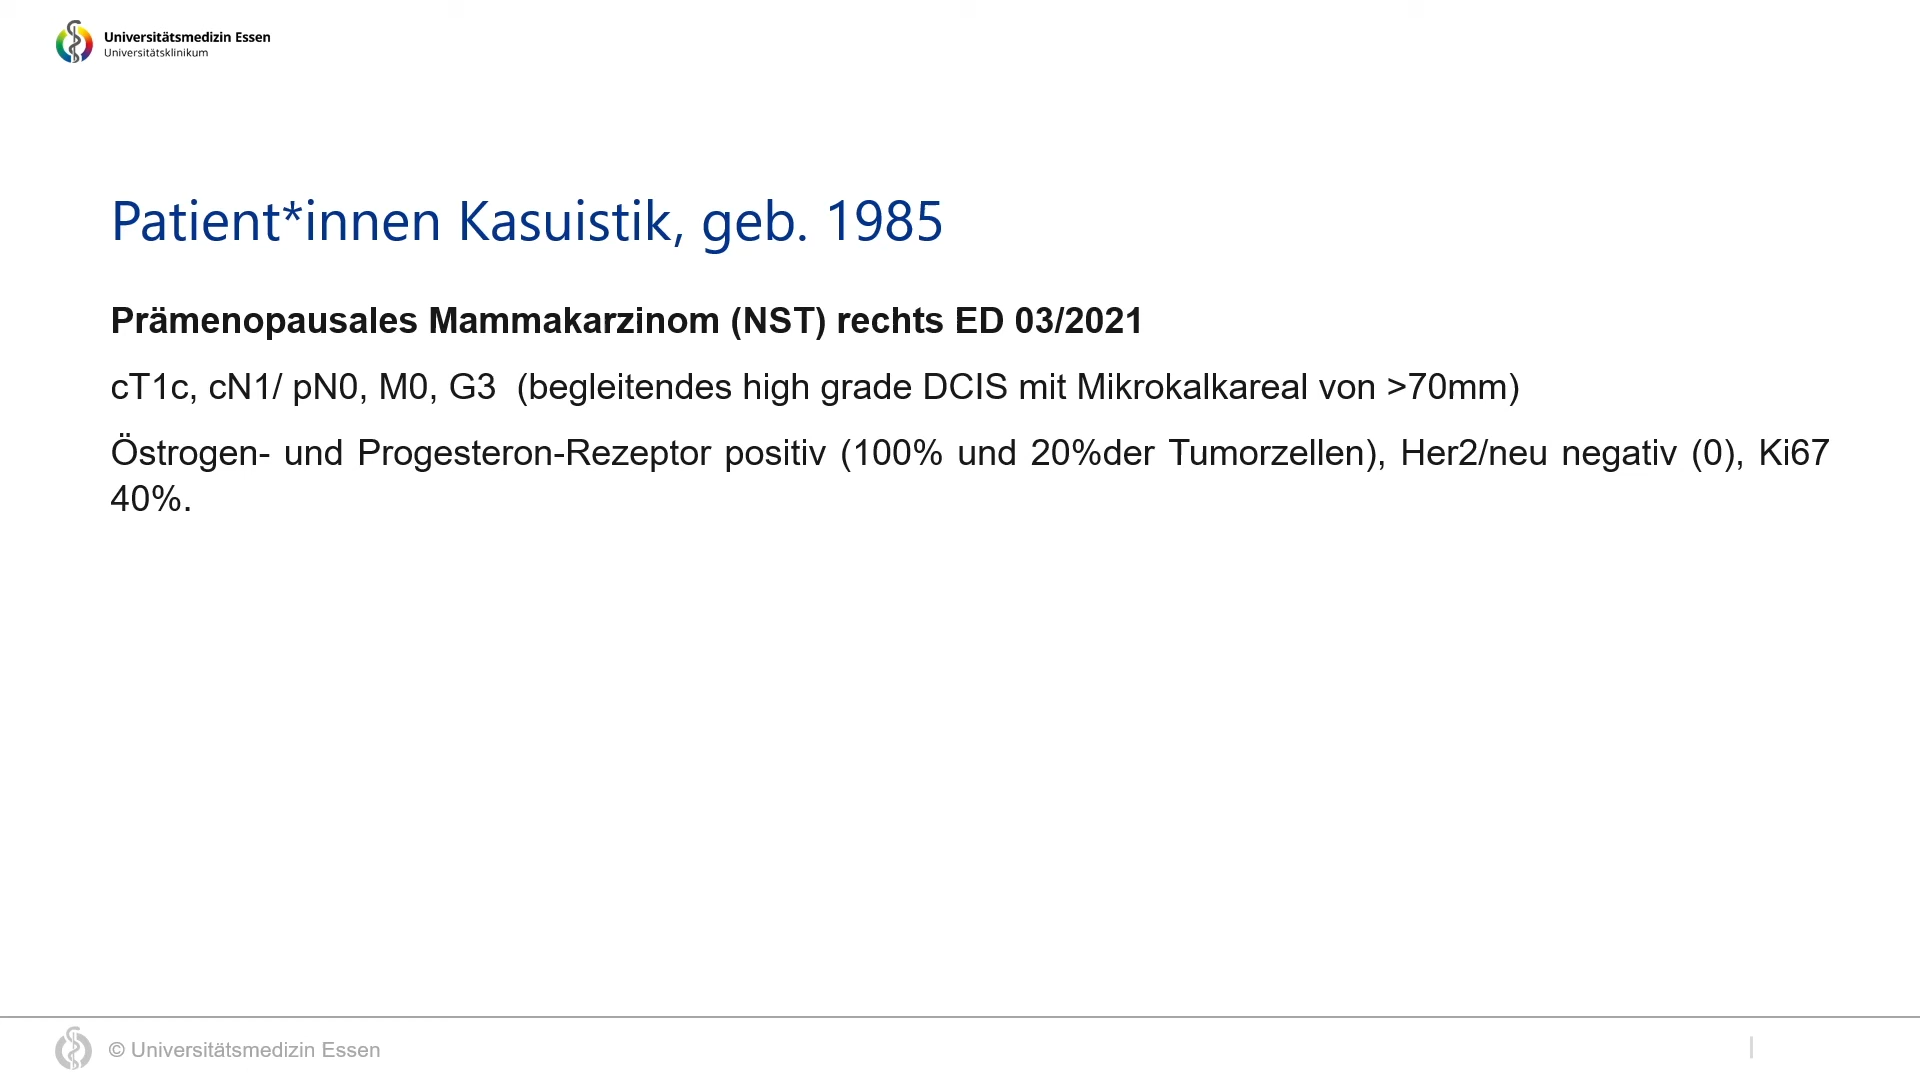 Universitätsmedizin Essen
Universitätsklinikum
Patient*innen Kasuistik, geb. 1985
Prämenopausales Mammakarzinom (NST) rechts ED 03/2021
cT1c, cN1/ pN0, M0, G3  (begleitendes high grade DCIS mit Mikrokalkareal von >70mm)
Östrogen- und Progesteron-Rezeptor positiv (100% und 20%der Tumorzellen), Her2/neu negativ (0), Ki67
40%.
© Universitätsmedizin Essen